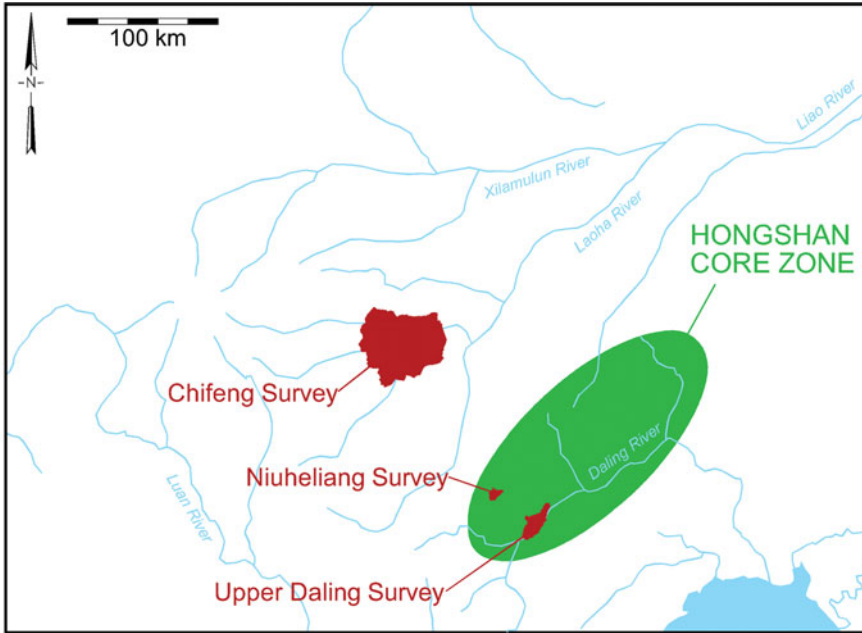 100 km
N
Liao River
Xilamulun River
Laoha River
HONGSHAN
CORE ZONE
Chifeng Survey
Daling River
Niuheliang Survey
Luan River
Upper Daling Survey